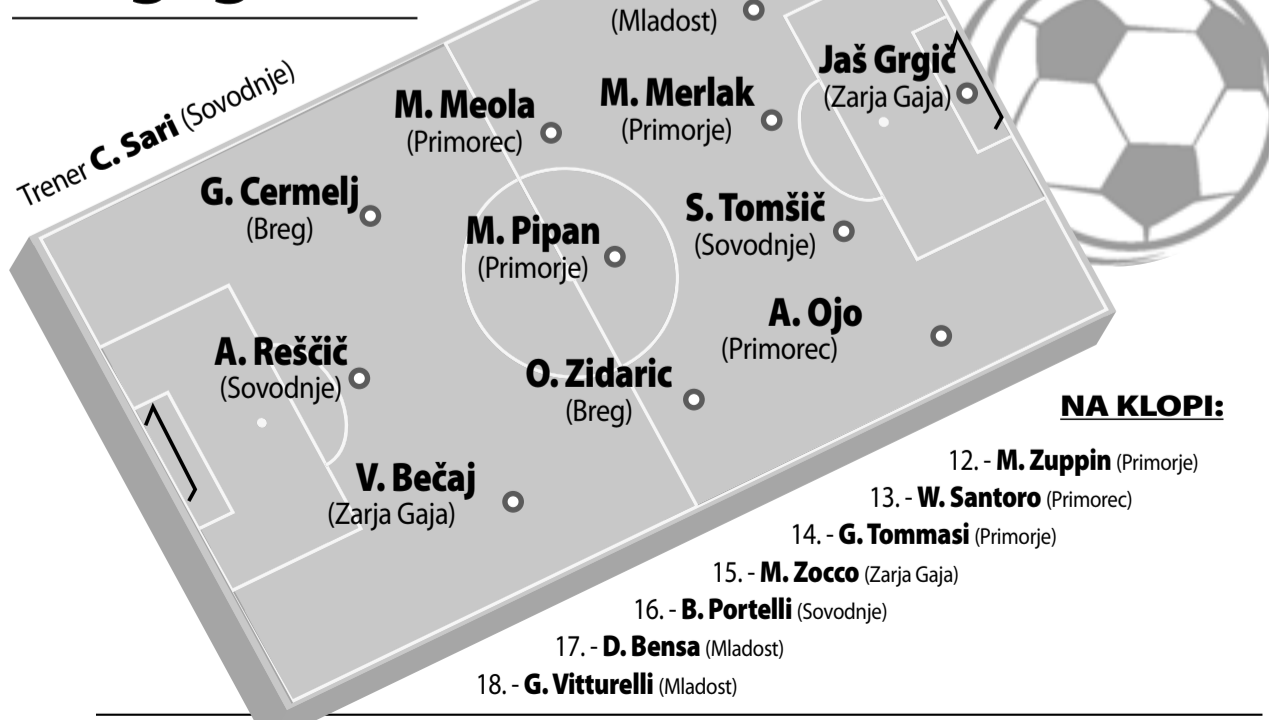 (Mladost)
Jaš Grgič
(Zarja Gaja)
M. Merlak
(Primorje)
M. Meola
(Primorec)
Trener C. Sari (Sovodnje)
G. Cermelj
(Breg)
S. Tomšič
(Sovodnje)
M. Pipan
(Primorje)
A. Ojo
(Primorec)
A. Reščič
(Sovodnje)
O. Zidaric
(Breg)
V. Bečaj
(Zarja Gaja)
NA KLOPI:
12. - M. Zuppin (Primorje)
13. - W. Santoro (Primorec)
14. - G. Tommasi (Primorje)
15. - M. Zocco (Zarja Gaja)
16. - B. Portelli (Sovodnje)
17. - D. Bensa (Mladost)
18. - G. Vitturelli (Mladost)